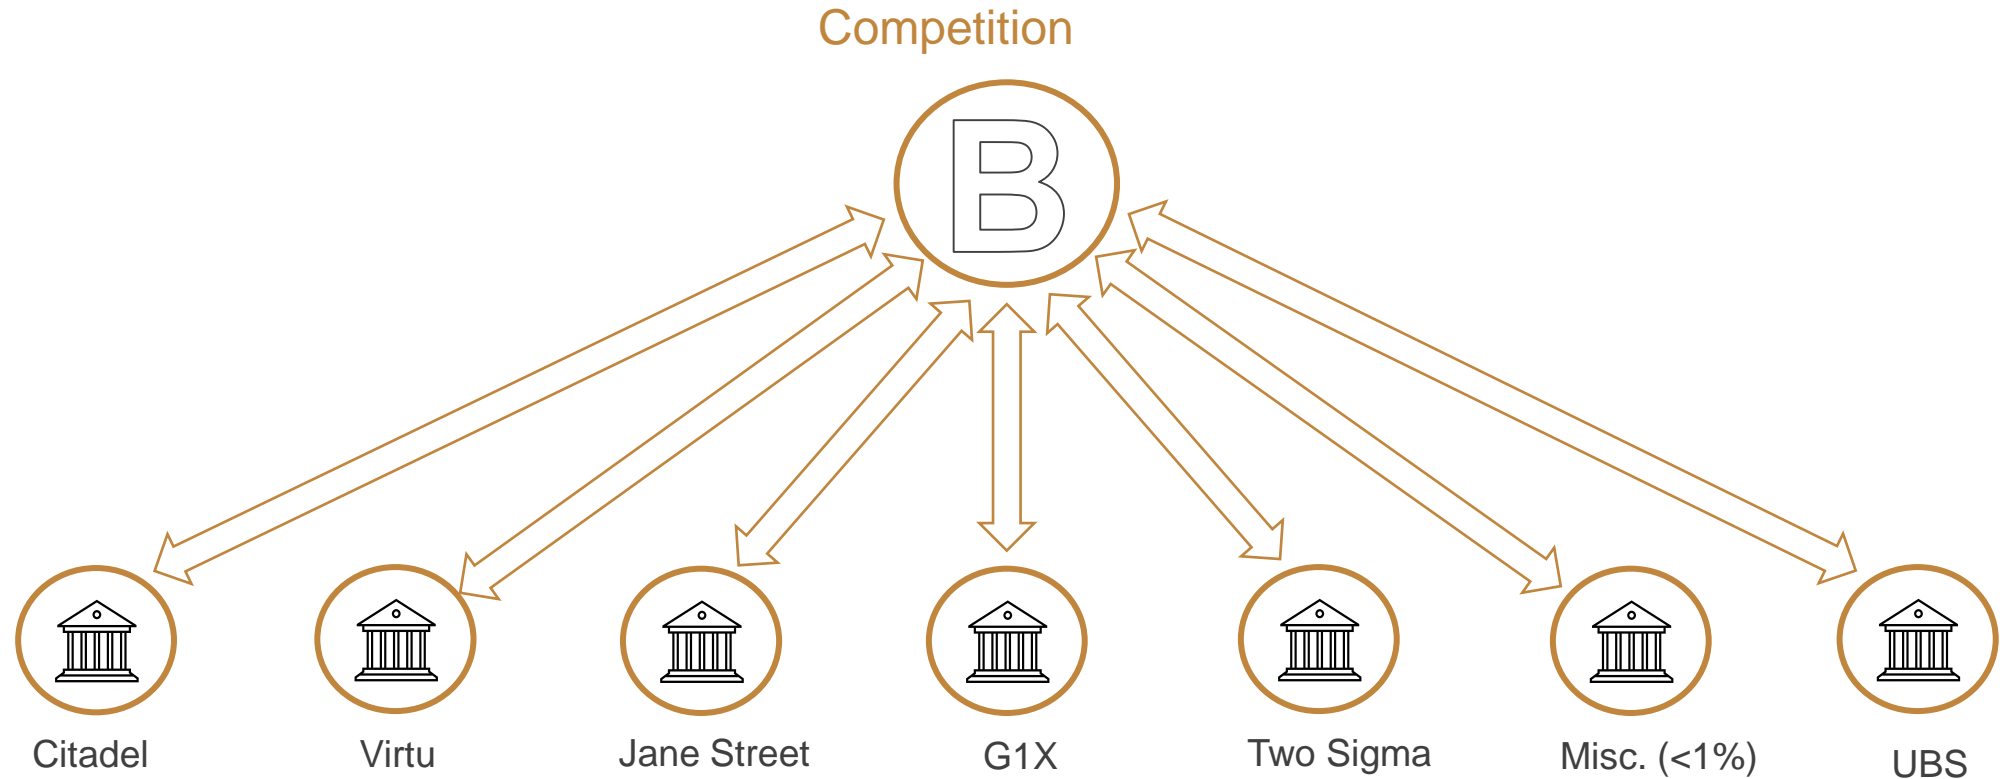 Competition
B
Citadel
Virtu
Jane Street
G1X
Two Sigma
Misc. (<1%)
UBS